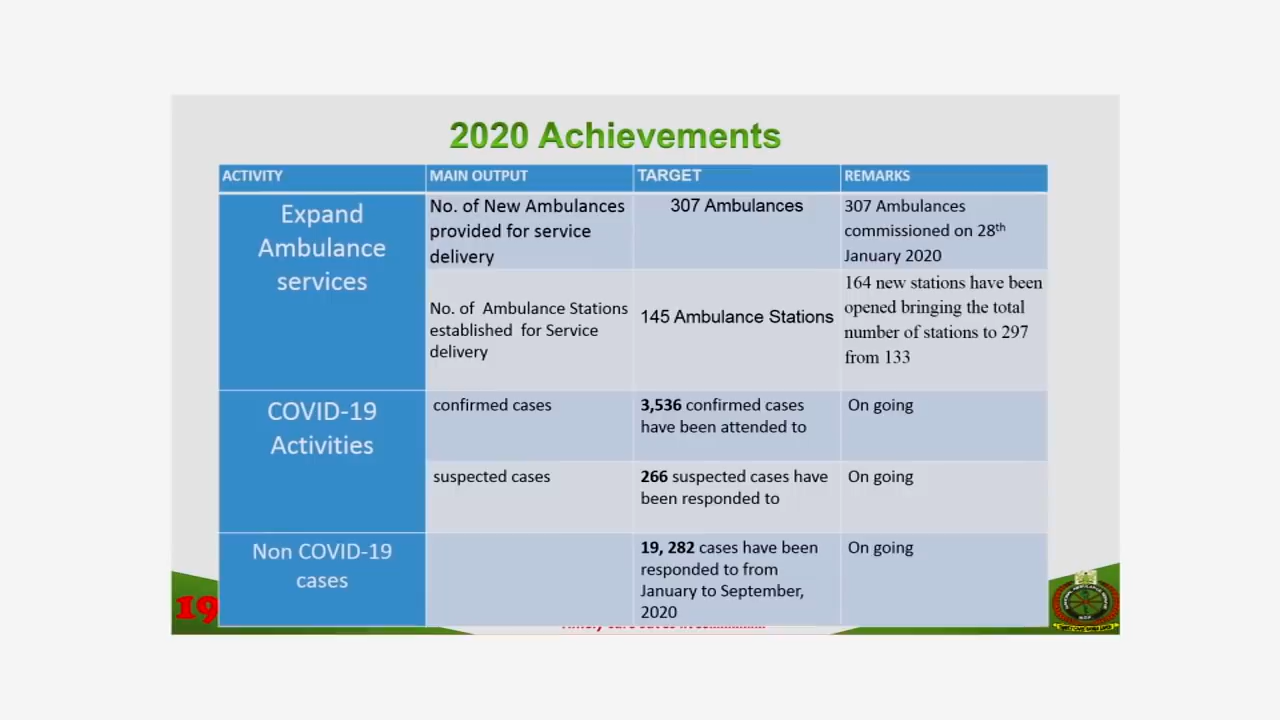 2020 Achievements
ACTIVITY MAIN OUTPUT TARGET REMARKS
Expand
Ambulance
services
No. of New Ambulances
provided for service
delivery
307 Ambulances
307 Ambulances
commissioned on 28th
January 2020
No. of Ambulance Stations
established for Service
delivery
145 Ambulance Stations
164 new stations have been
opened bringing the total
number of stations to 297
from 133
COVID-19
Activities
confirmed cases
3,536 confirmed cases
have been attended to
On going
suspected cases
266 suspected cases have
been responded to
On going
Non COVID-19
cases
19, 282 cases have been
responded to from
January to September,
2020
On going
19